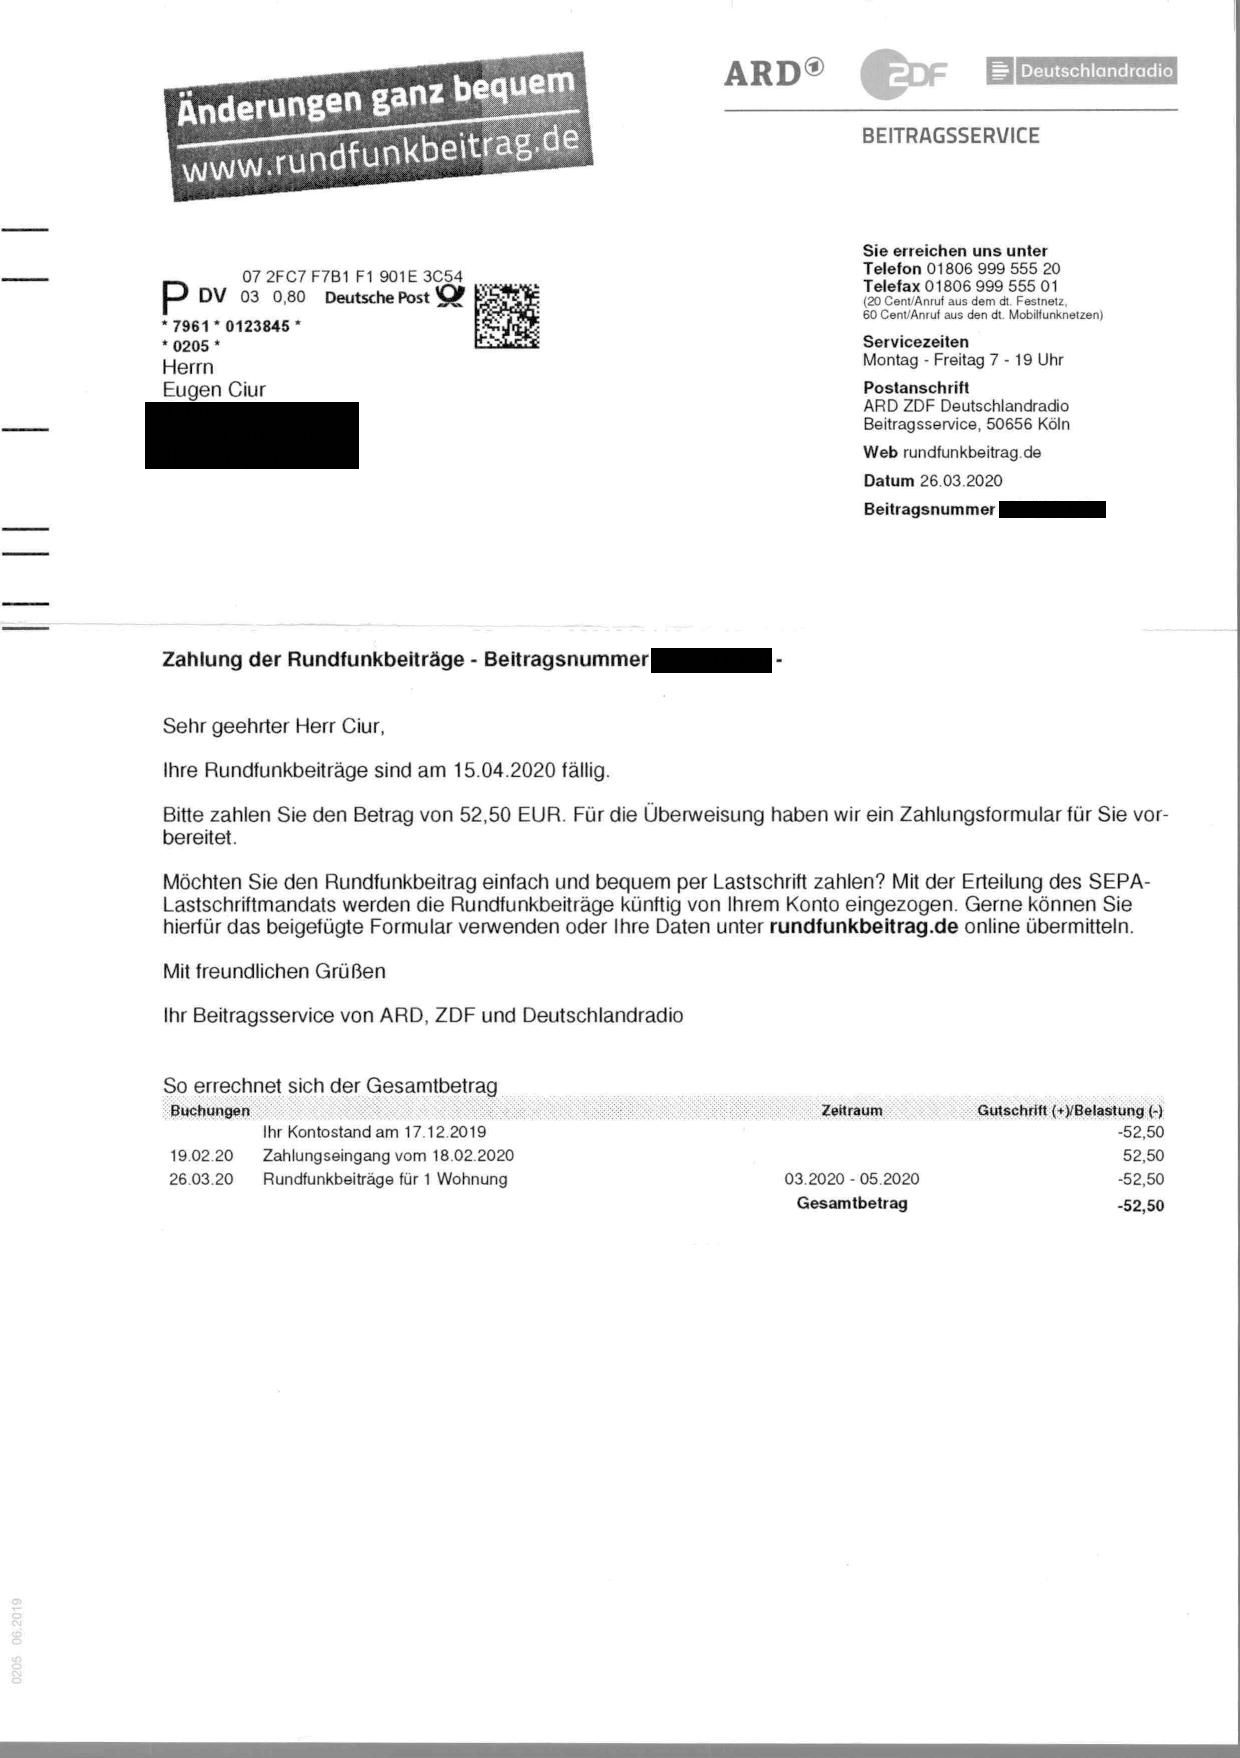 Änderungen ganz bequem
www.rundfunkbeitrag.de
ARD 1 ZDF Deutschlandradio
BEITRAGSSERVICE
Sie erreichen uns unter
Telefon 01806 999 555 20
Telefax 01806 999 555 01
(20 Cent/Anruf aus dem dt. Festnetz,
60 Cent/Anruf aus den dt. Mobilfunknetzen)
Servicezeiten
Montag - Freitag 7 - 19 Uhr
Postanschrift
ARD ZDF Deutschlandradio
Beitragsservice, 50656 Köln
Web rundfunkbeitrag.de
Datum 26.03.2020
Beitragsnummer
07 2FC7 F7B1 F1 901E 3C54
P DV 03 0,80 Deutsche Post
* 7961 * 0123845 *
* 0205 *
Herrn
Eugen Ciur
Zahlung der Rundfunkbeiträge - Beitragsnummer -
Sehr geehrter Herr Ciur,
Ihre Rundfunkbeiträge sind am 15.04.2020 fällig.
Bitte zahlen Sie den Betrag von 52,50 EUR. Für die Überweisung haben wir ein Zahlungsformular für Sie vor-
bereitet.
Möchten Sie den Rundfunkbeitrag einfach und bequem per Lastschrift zahlen? Mit der Erteilung des SEPA-
Lastschriftmandats werden die Rundfunkbeiträge künftig von Ihrem Konto eingezogen. Gerne können Sie
hierfür das beigefügte Formular verwenden oder Ihre Daten unter rundfunkbeitrag.de online übermitteln.
Mit freundlichen Grüßen
Ihr Beitragsservice von ARD, ZDF und Deutschlandradio
So errechnet sich der Gesamtbetrag
Buchungen Zeitraum Gutschrift (+)/Belastung (-)
Ihr Kontostand am 17.12.2019 -52,50
19.02.20 Zahlungseingang vom 18.02.2020 52,50
26.03.20 Rundfunkbeiträge für 1 Wohnung 03.2020 - 05.2020 -52,50
Gesamtbetrag -52,50
0205 06.2019